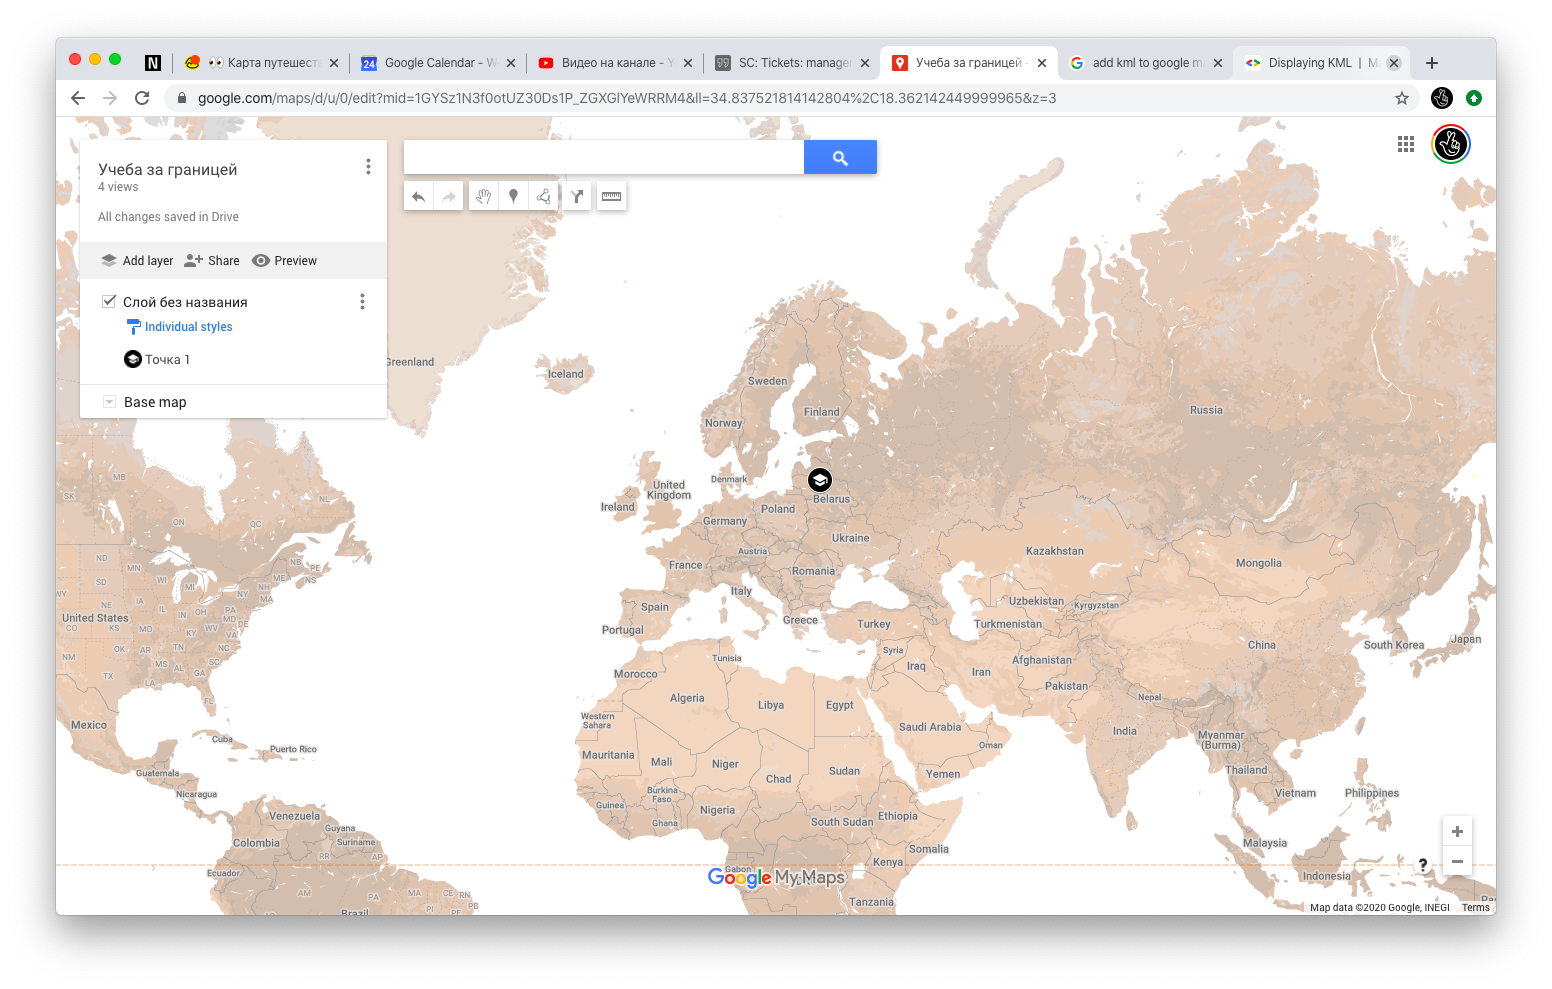 Карта путешест
Google Calendar - W
Видео на канале - Y
SC: Tickets: manage
Учеба за границей -
add kml to google m
Displaying KML | Ma
google.com/maps/d/u/0/edit?mid=1GYSz1N3f0otUZ30Ds1P_ZGXGlYeWRRM4&ll=34.837521814142804%2C18.362142449999965&z=3
Учеба за границей
4 views
All changes saved in Drive
Add layer Share Preview
Слой без названия
Individual styles
Точка 1
Base map
Greenland
Iceland
Sweden
Finland
Norway
Russia
MB
SK
NL
ON
QC
Denmark
United
Kingdom
Ireland
Belarus
Poland
Germany
Ukraine
Austria
France
Romania
Italy
Spain
Greece
Portugal
Turkey
Kazakhstan
Mongolia
Uzbekistan
Kyrgyzstan
Turkmenistan
China
South Korea
Japan
ND
MN
SD
WI
MI
NB
PE
NS
ME
NY
NH
MA
WY
NE
IA
IL
IN
OH
PA
MD
DE
NJ
United States
CO
KS
MO
KY
WV
VA
OK
AR
TN
NC
NM
MS
AL
SC
GA
TX
LA
FL
Syria
Iraq
Iran
Afghanistan
Pakistan
Nepal
Tunisia
Morocco
Algeria
Libya
Egypt
Western
Sahara
Saudi Arabia
Oman
India
Myanmar
(Burma)
Mexico
Cuba
Puerto Rico
Guatemala
Nicaragua
Mauritania
Mali
Niger
Chad
Sudan
Yemen
Thailand
Vietnam
Philippines
Burkina
Faso
Guinea
Ghana
Nigeria
South Sudan
Ethiopia
Somalia
Kenya
Venezuela
Guyana
Suriname
Colombia
Ecuador
RR
AP
AM
PA
MA
CE
RN
PB
PI
Brazil
Gabon
Tanzania
Malaysia
Indonesia
Google My Maps
?
Map data ©2020 Google, INEGI Terms